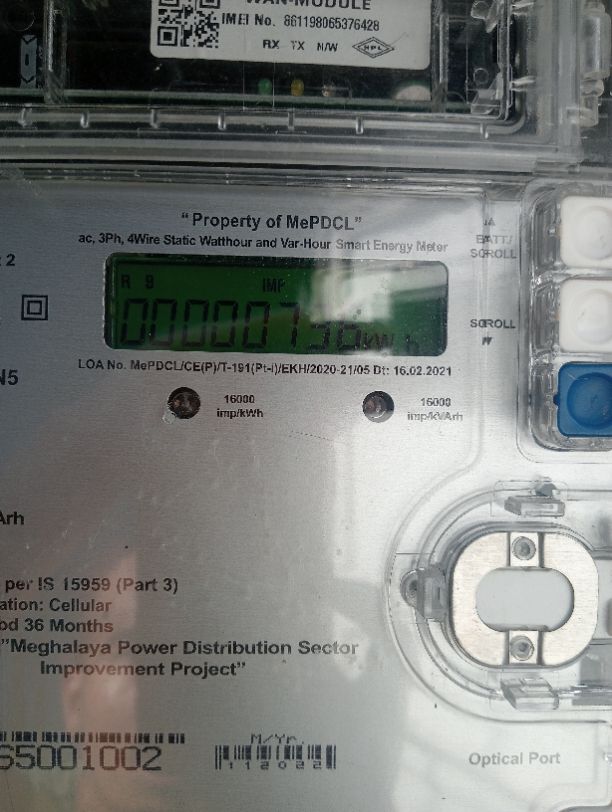 WAN-MODULE
IMEI No. 861198065376428
RX TX N/W HPL
"Property of MePDCL"
ac, 3Ph, 4Wire Static Watthour and Var-Hour Smart Energy Meter
: 2
BATT/
SCROLL
R
IMP
kW h
SCROLL
LOA No. MePDCL/CE(P)/T-191(Pt-I)/EKH/2020-21/05 Dt: 16.02.2021
N5
16000
imp/kWh
16000
imp/kVArh
Arh
per IS 15959 (Part 3)
ation: Cellular
od 36 Months
"Meghalaya Power Distribution Sector
Improvement Project"
M/Yr.
65001002
112022
Optical Port